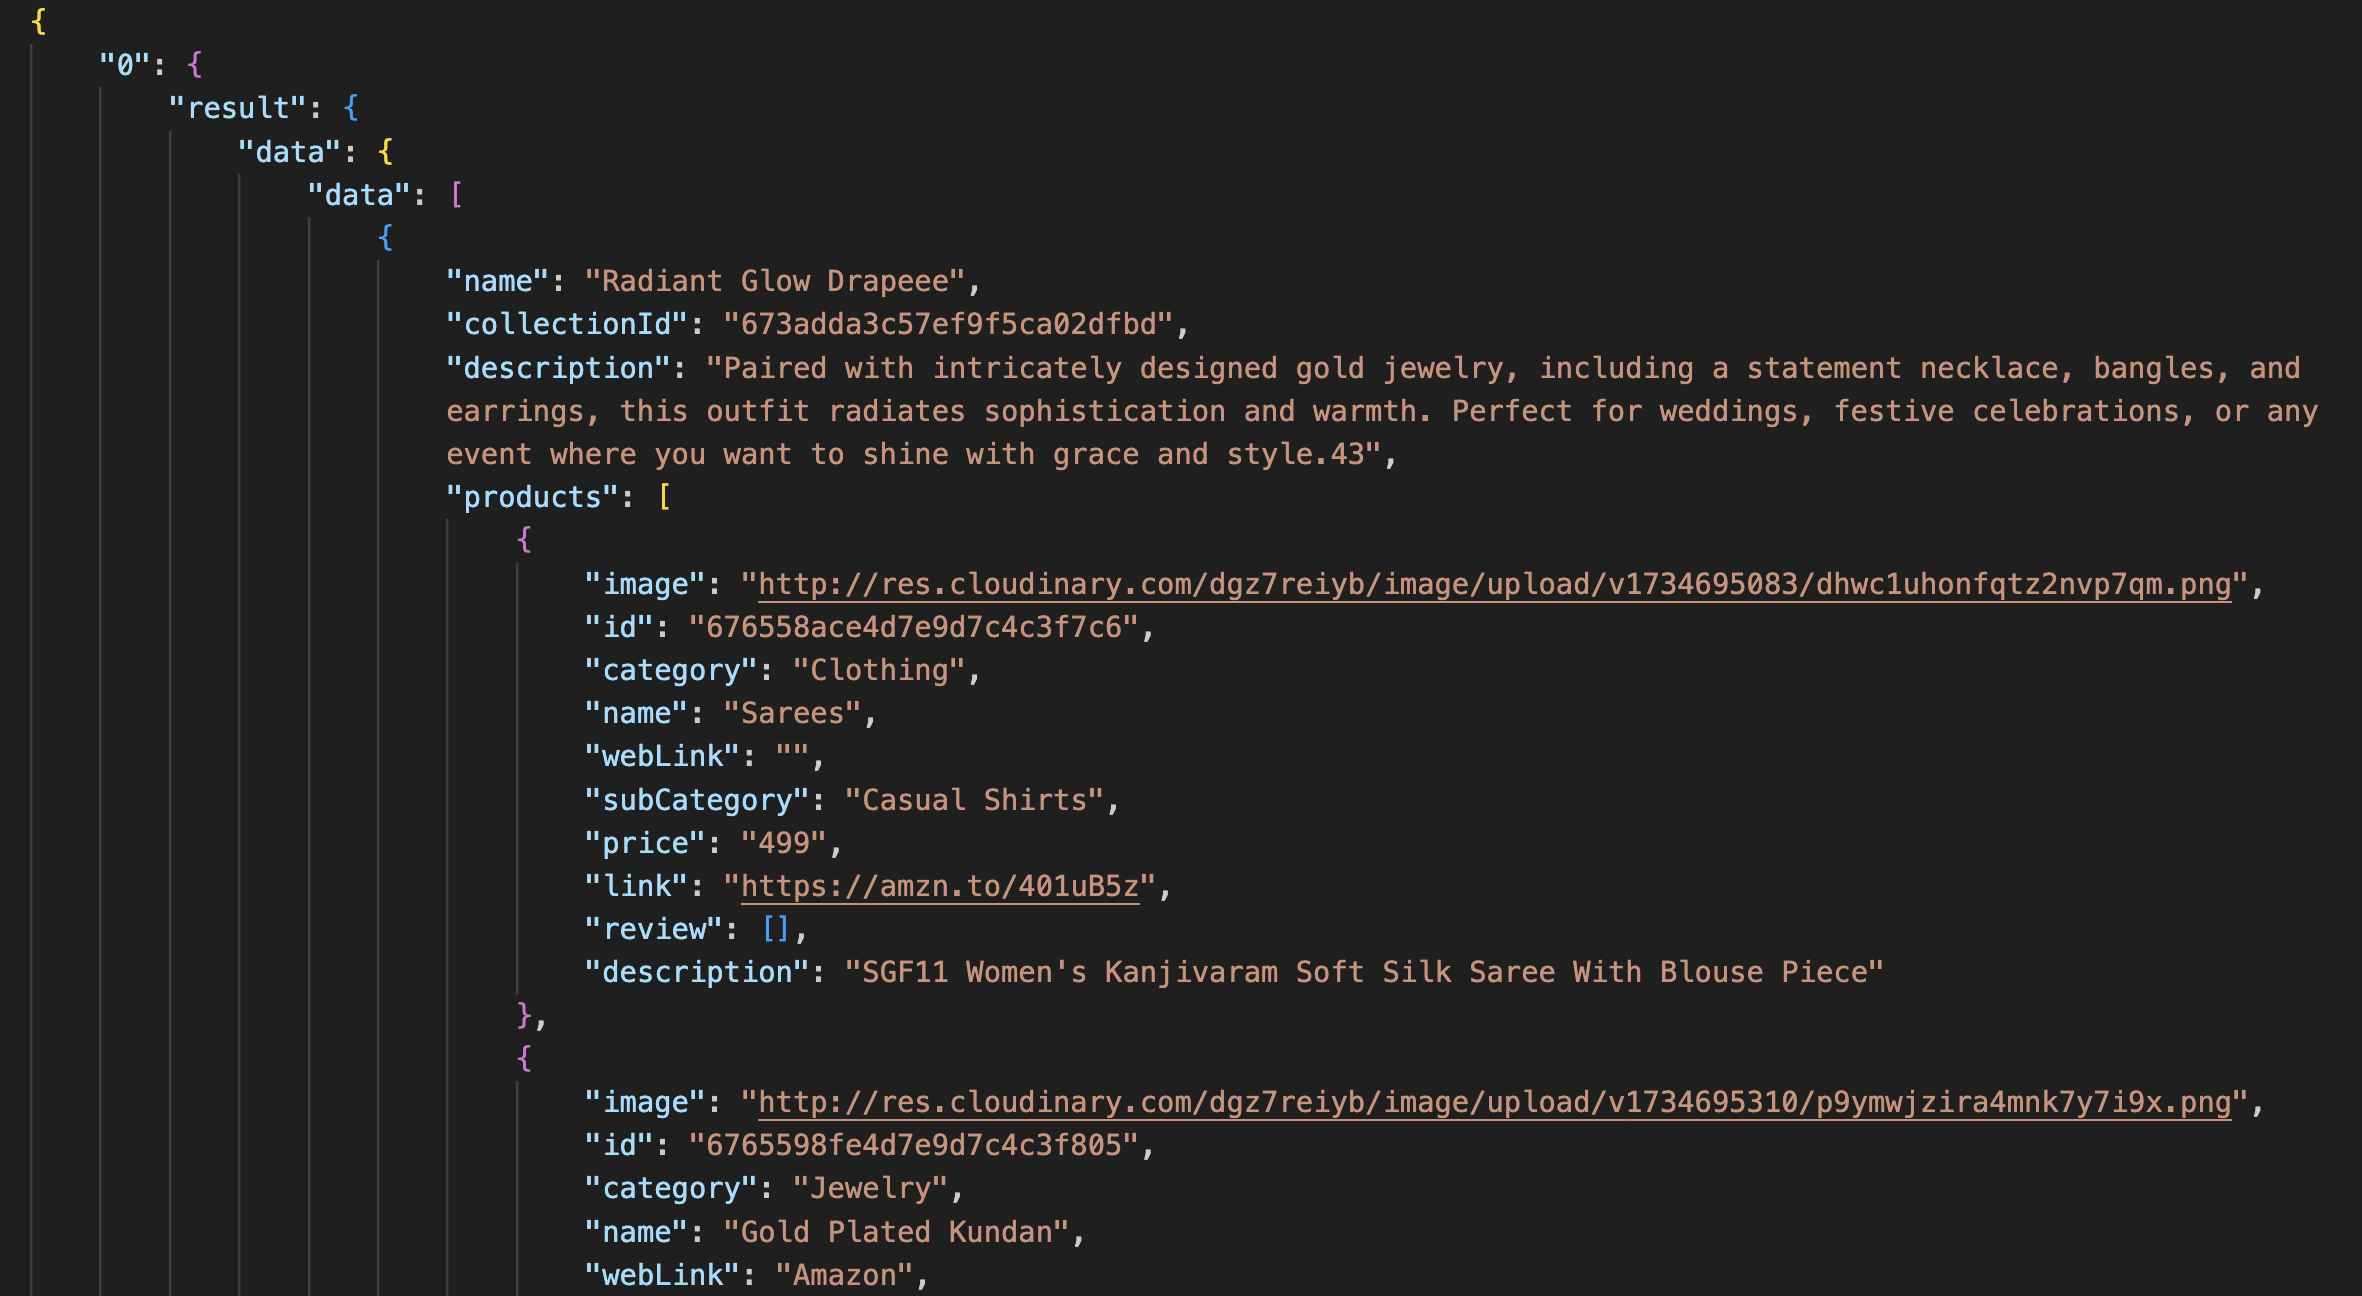 {
"0": {
"result": {
"data": {
"data": [
{
"name": "Radiant Glow Drapeee",
"collectionId": "673adda3c57ef9f5ca02dfbd",
"description": "Paired with intricately designed gold jewelry, including a statement necklace, bangles, and
earrings, this outfit radiates sophistication and warmth. Perfect for weddings, festive celebrations, or any
event where you want to shine with grace and style.43",
"products": [
{
"image": "http://res.cloudinary.com/dgz7reiyb/image/upload/v1734695083/dhwc1uhonfqtz2nvp7qm.png",
"id": "676558ace4d7e9d7c4c3f7c6",
"category": "Clothing",
"name": "Sarees",
"webLink": "",
"subCategory": "Casual Shirts",
"price": "499",
"link": "https://amzn.to/401uB5z",
"review": [],
"description": "SGF11 Women's Kanjivaram Soft Silk Saree With Blouse Piece"
},
{
"image": "http://res.cloudinary.com/dgz7reiyb/image/upload/v1734695310/p9ymwjzira4mnk7y7i9x.png",
"id": "6765598fe4d7e9d7c4c3f805",
"category": "Jewelry",
"name": "Gold Plated Kundan",
"webLink": "Amazon",